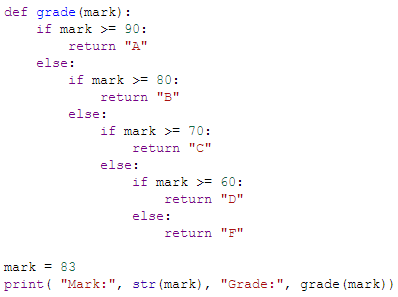 def grade(mark):
    if mark >= 90:
        return "A"
    else:
        if mark >= 80:
            return "B"
        else:
            if mark >= 70:
                return "C"
            else:
                if mark >= 60:
                    return "D"
                else:
                    return "F"

mark = 83
print( "Mark:", str(mark), "Grade:", grade(mark))